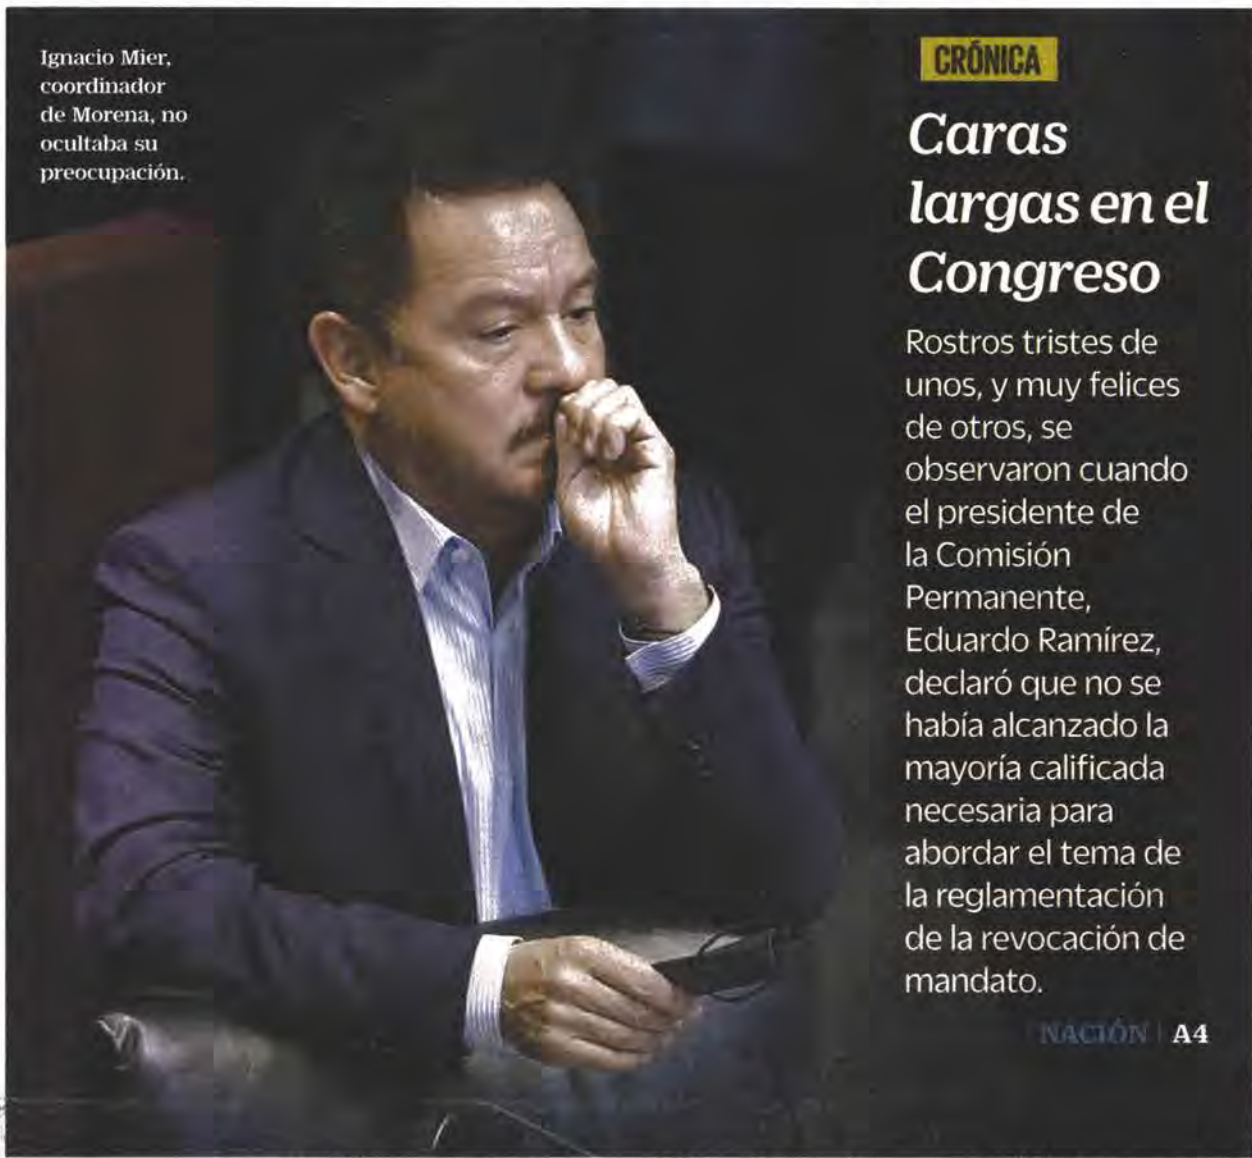 Ignacio Mier,
coordinador
de Morena, no
ocultaba su
preocupación.
CRÓNICA
Caras
largas en el
Congreso
Rostros tristes de
unos, y muy felices
de otros, se
observaron cuando
el presidente de
la Comisión
Permanente,
Eduardo Ramírez,
declaró que no se
había alcanzado la
mayoría calificada
necesaria para
abordar el tema de
la reglamentación
de la revocación de
mandato.
NACIÓN | A4